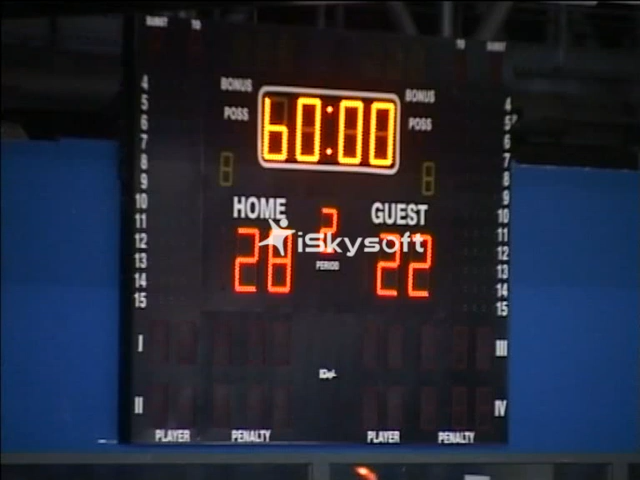 BONUS BONUS
POSS 60:00 POSS
4 4
5 5
6 6
7 7
8 8
9 9
10 10
11 11
12 12
13 13
14 14
15 15
HOME 2 GUEST
iSkysoft
28 PERIOD 22
I III
II IV
PLAYER PENALTY PLAYER PENALTY